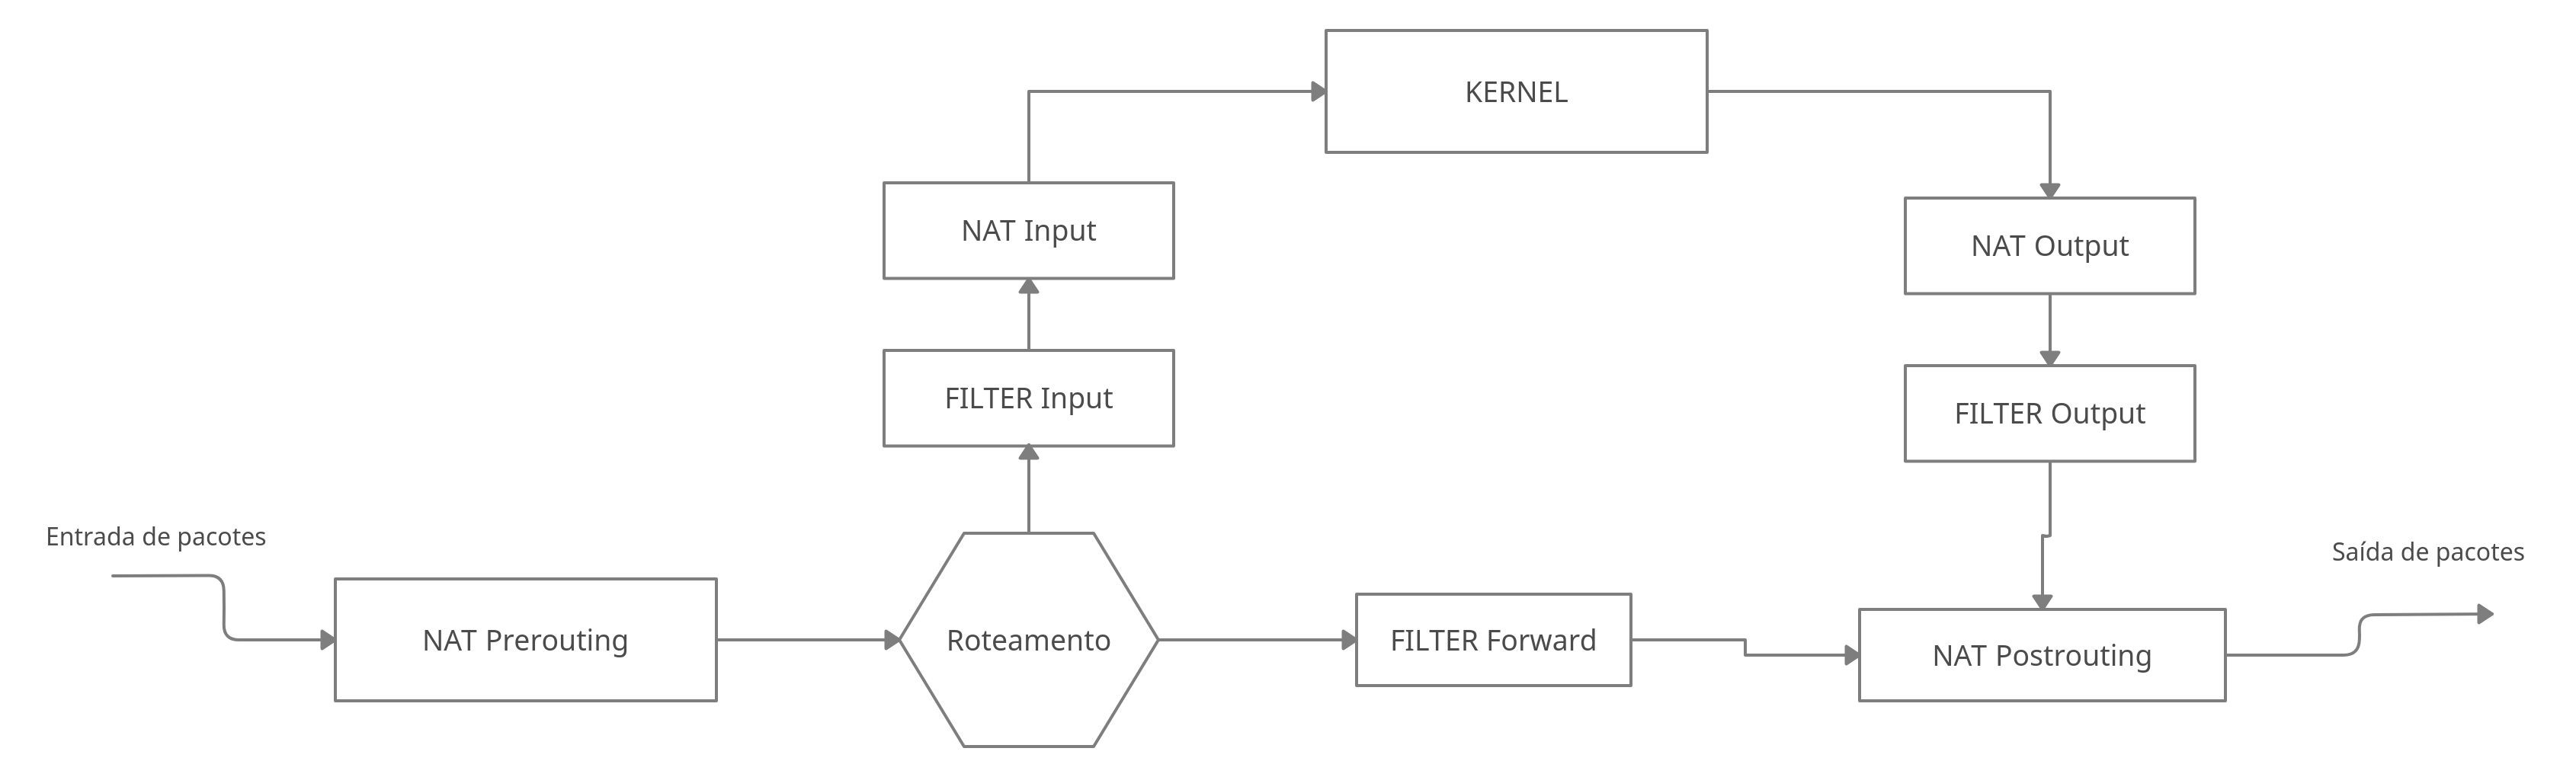 KERNEL
NAT Input
NAT Output
FILTER Input
FILTER Output
Entrada de pacotes
Saída de pacotes
NAT Prerouting
Roteamento
FILTER Forward
NAT Postrouting